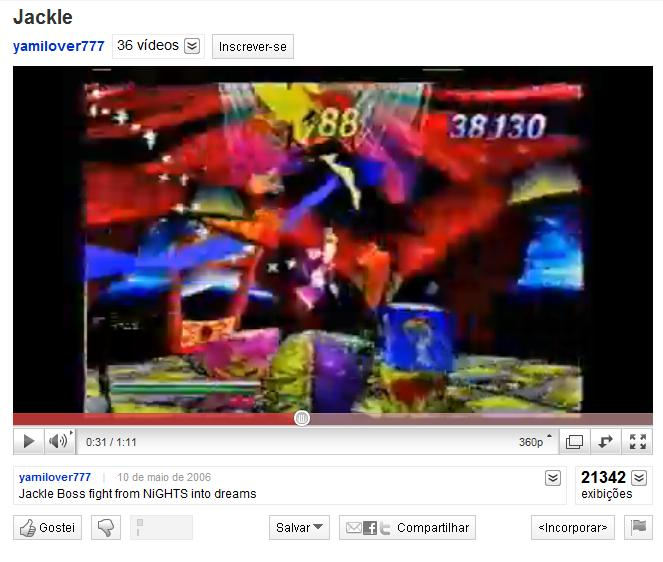 Jackle
yamilover777 36 vídeos Inscrever-se
88 38130
0:31 / 1:11 360p
yamilover777 | 10 de maio de 2006
Jackle Boss fight from NiGHTS into dreams
21342
exibições
Gostei Salvar Compartilhar <Incorporar>